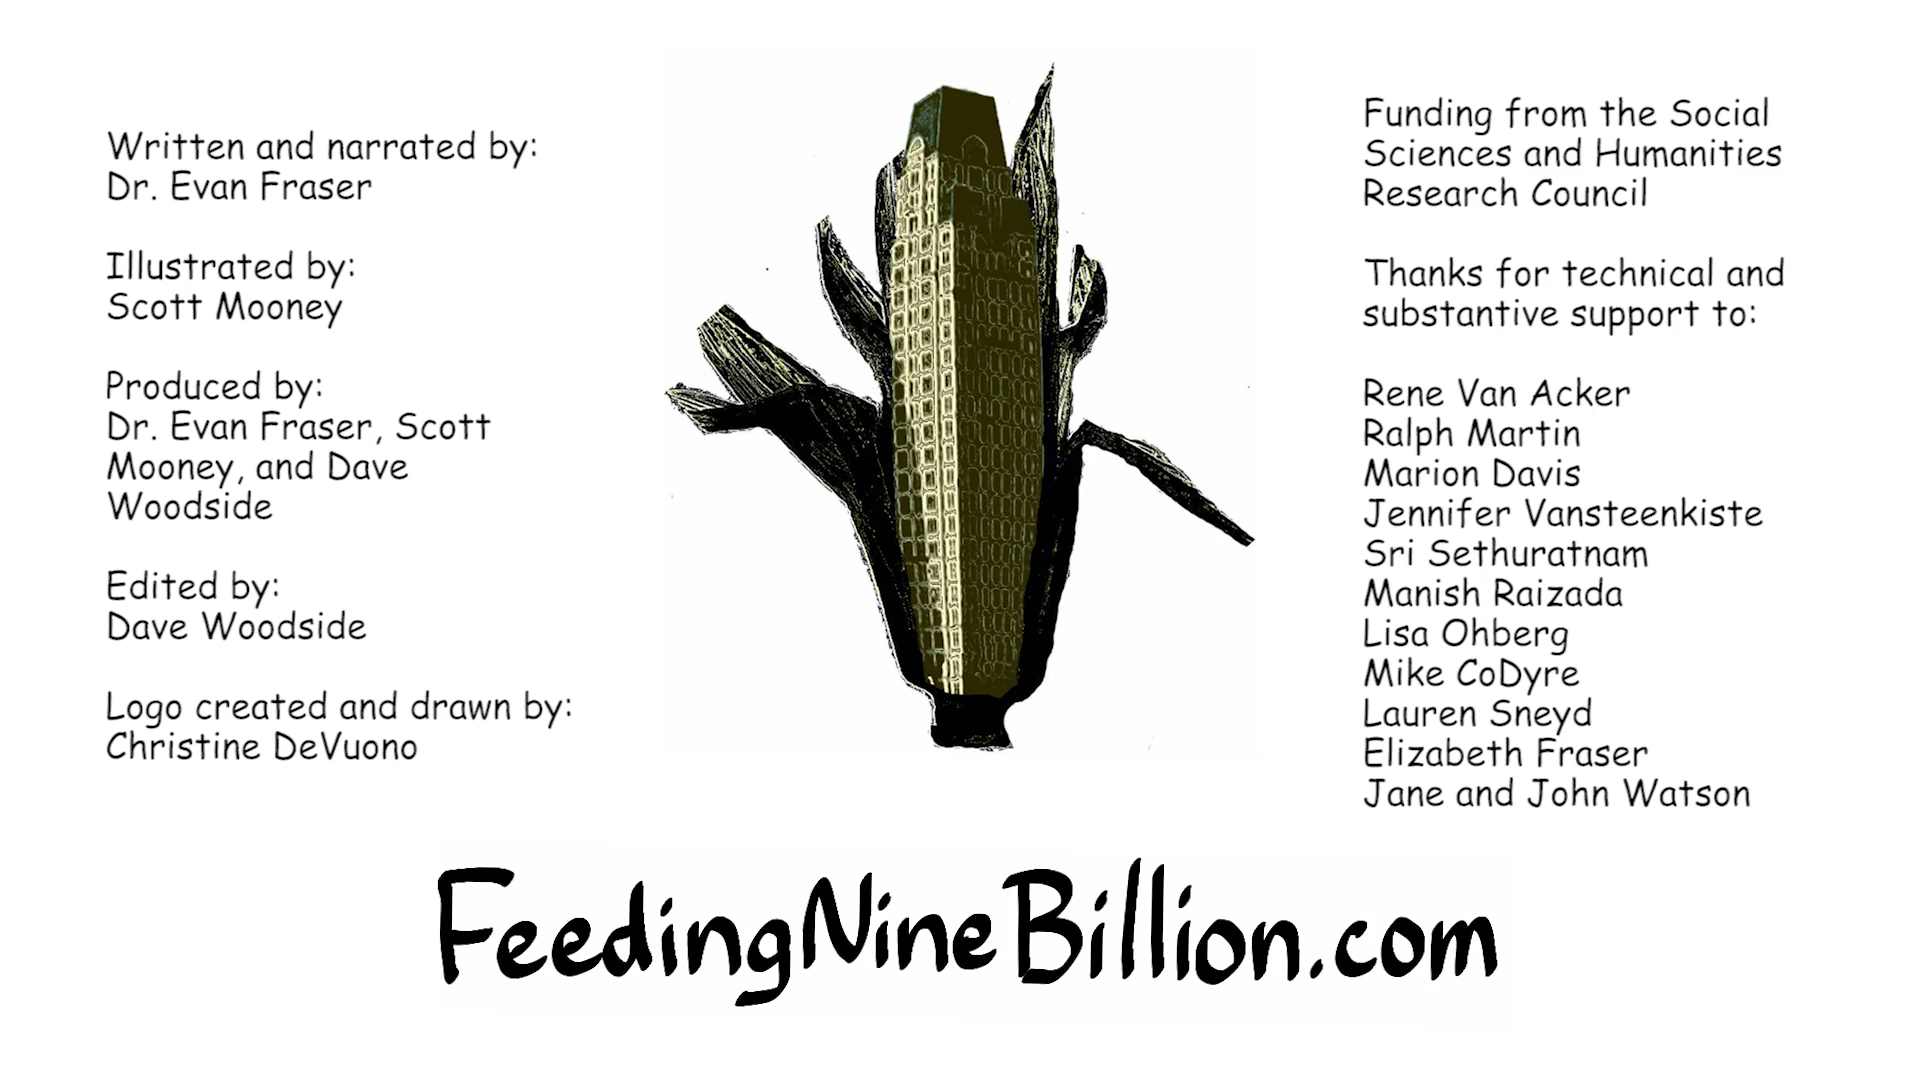 Written and narrated by:
Dr. Evan Fraser
Illustrated by:
Scott Mooney
Produced by:
Dr. Evan Fraser, Scott
Mooney, and Dave
Woodside
Edited by:
Dave Woodside
Logo created and drawn by:
Christine DeVuono
Funding from the Social
Sciences and Humanities
Research Council
Thanks for technical and
substantive support to:
Rene Van Acker
Ralph Martin
Marion Davis
Jennifer Vansteenkiste
Sri Sethuratnam
Manish Raizada
Lisa Ohberg
Mike CoDyre
Lauren Sneyd
Elizabeth Fraser
Jane and John Watson
FeedingNineBillion.com